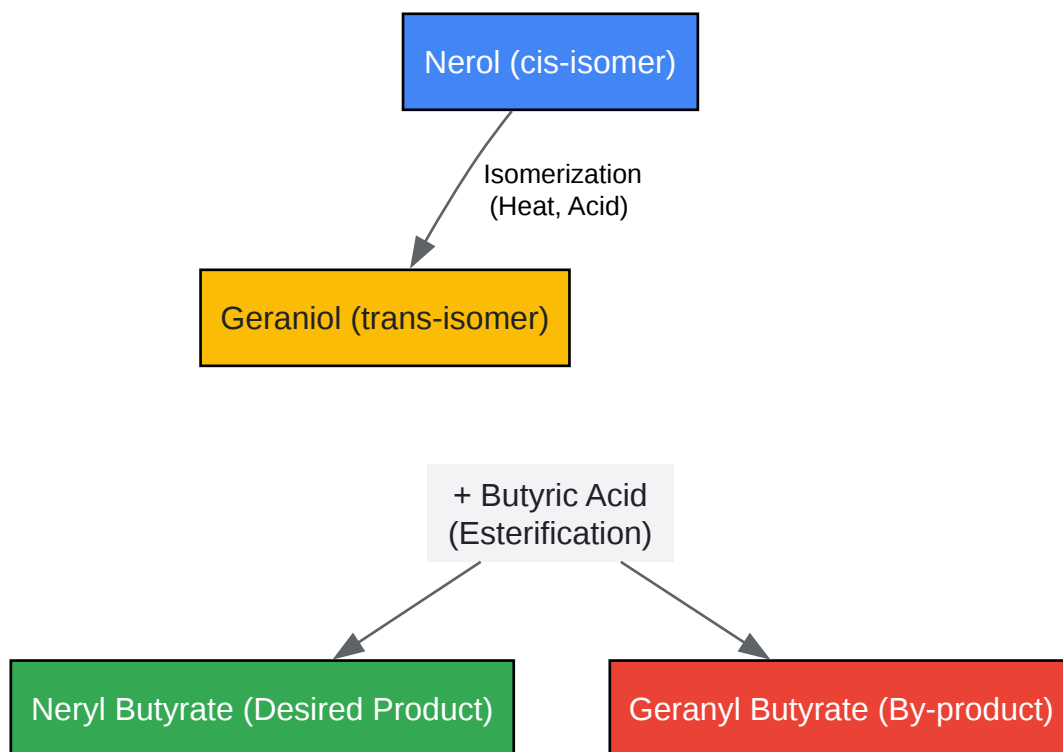 Nerol (cis-isomer)
Isomerization
(Heat, Acid)
Geraniol (trans-isomer)
+ Butyric Acid
(Esterification)
Neryl Butyrate (Desired Product)
Geranyl Butyrate (By-product)